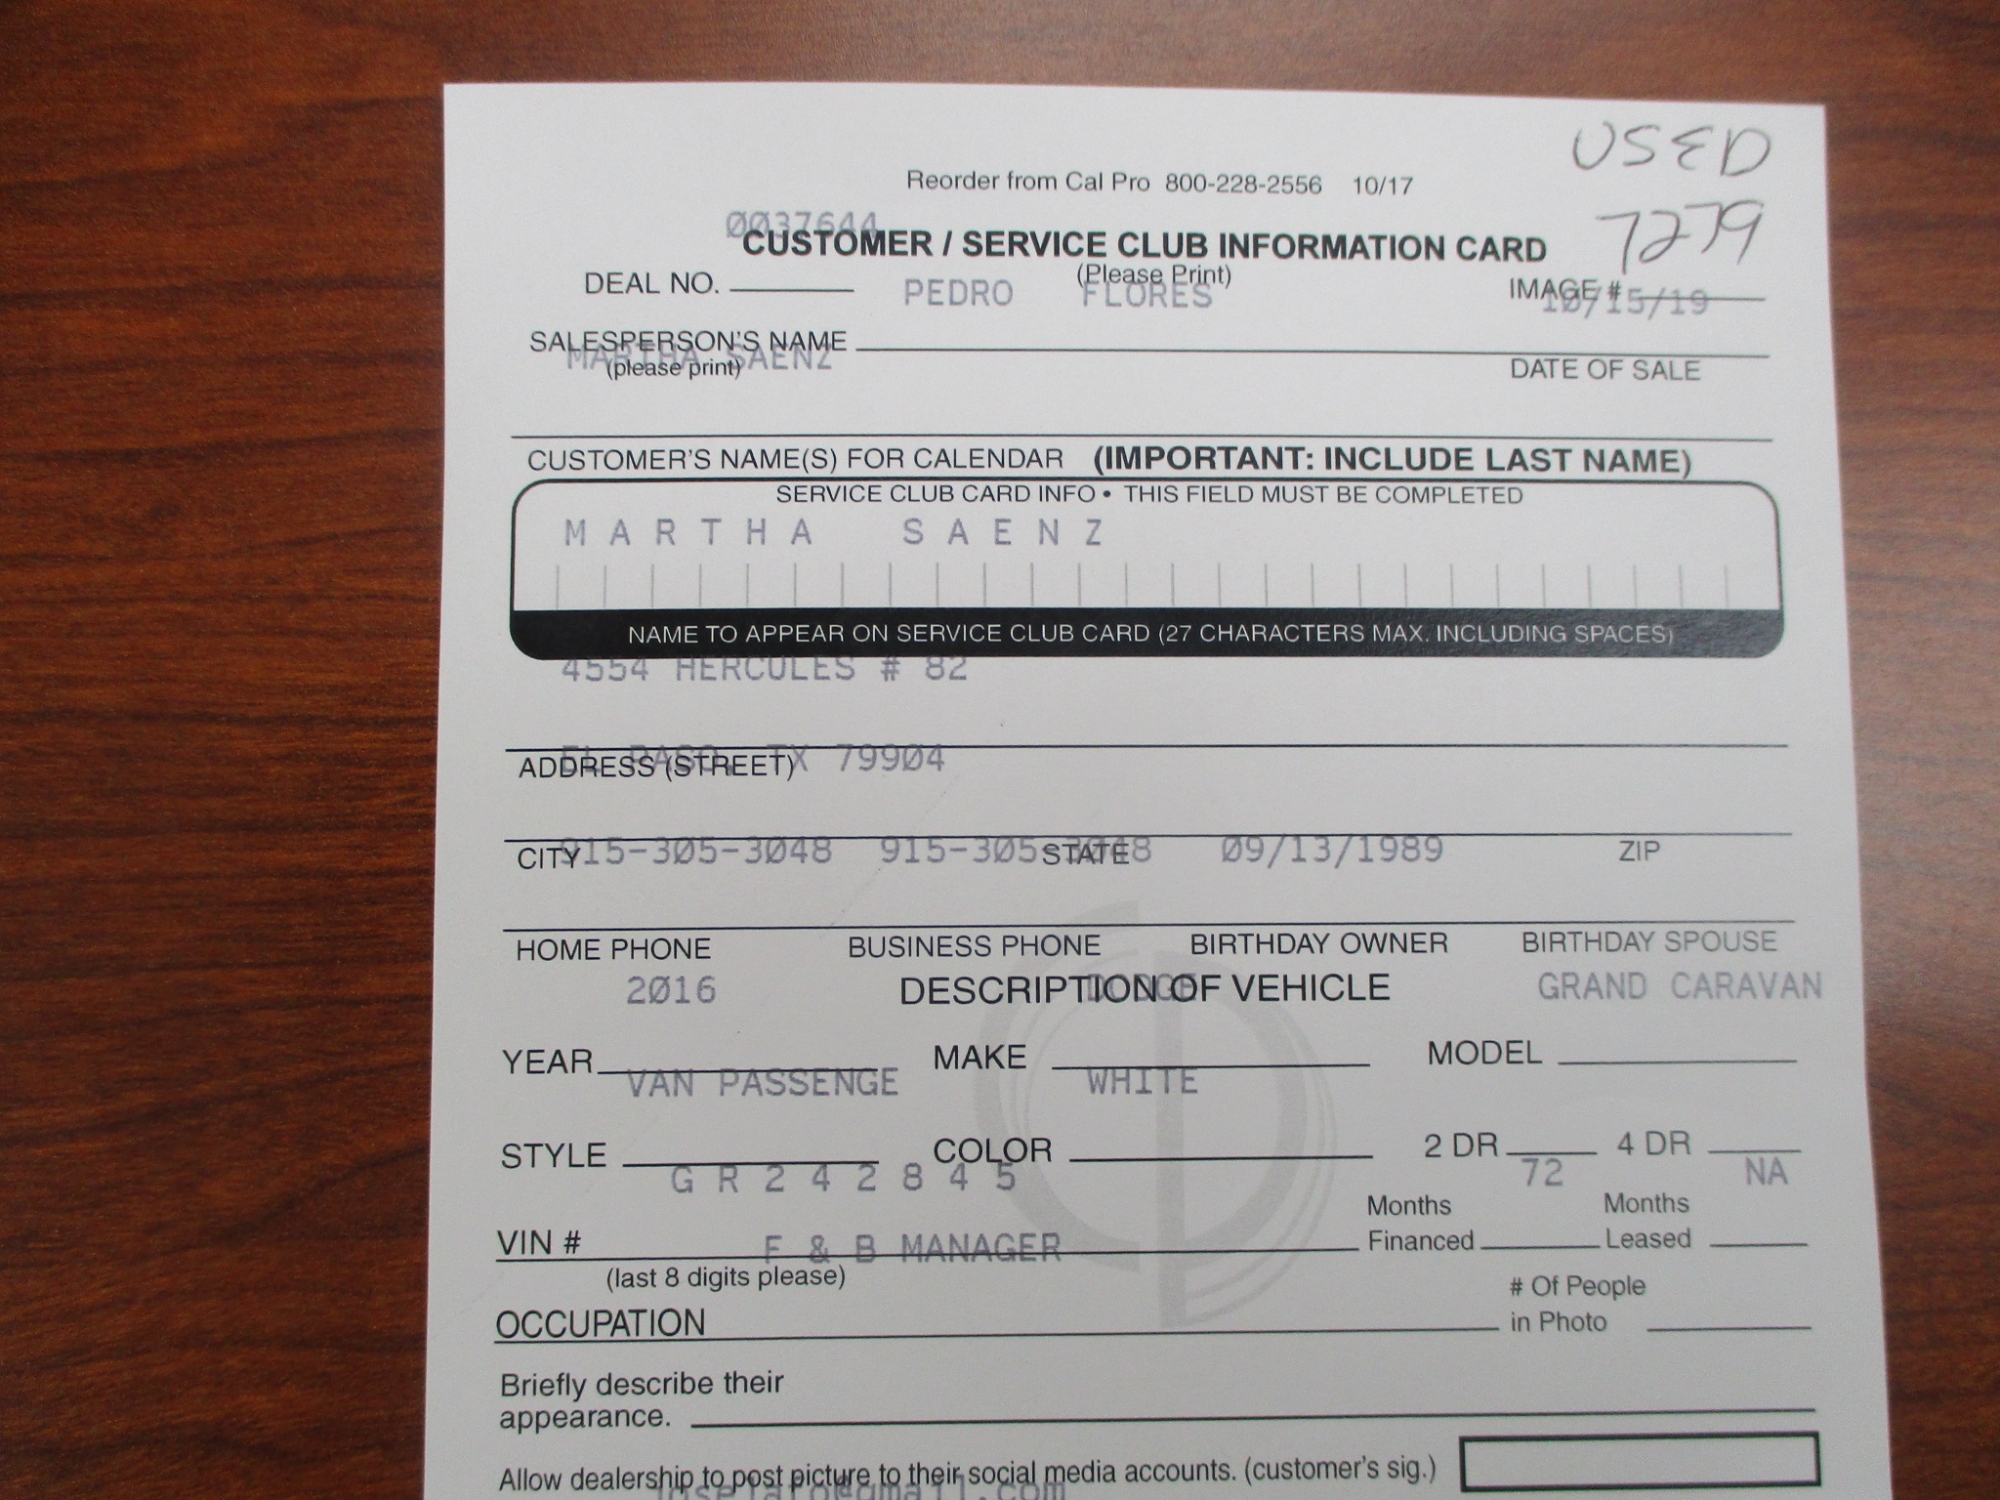 USED
Reorder from Cal Pro 800-228-2556 10/17
7279
0037644
CUSTOMER / SERVICE CLUB INFORMATION CARD
(Please Print)
DEAL NO.
PEDRO FLORES
IMAGE #
10/15/19
SALESPERSON'S NAME
(please print)
MARTHA SAENZ
DATE OF SALE
CUSTOMER'S NAME(S) FOR CALENDAR (IMPORTANT: INCLUDE LAST NAME)
SERVICE CLUB CARD INFO • THIS FIELD MUST BE COMPLETED
MARTHA SAENZ
NAME TO APPEAR ON SERVICE CLUB CARD (27 CHARACTERS MAX. INCLUDING SPACES)
4554 HERCULES # 82
ADDRESS (STREET)
EL PASO, TX 79904
CITY STATE ZIP
915-305-3048 915-305-3048 09/13/1989
HOME PHONE BUSINESS PHONE BIRTHDAY OWNER BIRTHDAY SPOUSE
DESCRIPTION OF VEHICLE
2016 DODGE GRAND CARAVAN
YEAR MAKE MODEL
VAN PASSENGE WHITE
STYLE COLOR 2 DR 4 DR
GR242845 72 NA
VIN # Months Financed Months Leased
(last 8 digits please)
F & B MANAGER
OCCUPATION # Of People in Photo
Briefly describe their
appearance.
Allow dealership to post picture to their social media accounts. (customer's sig.)